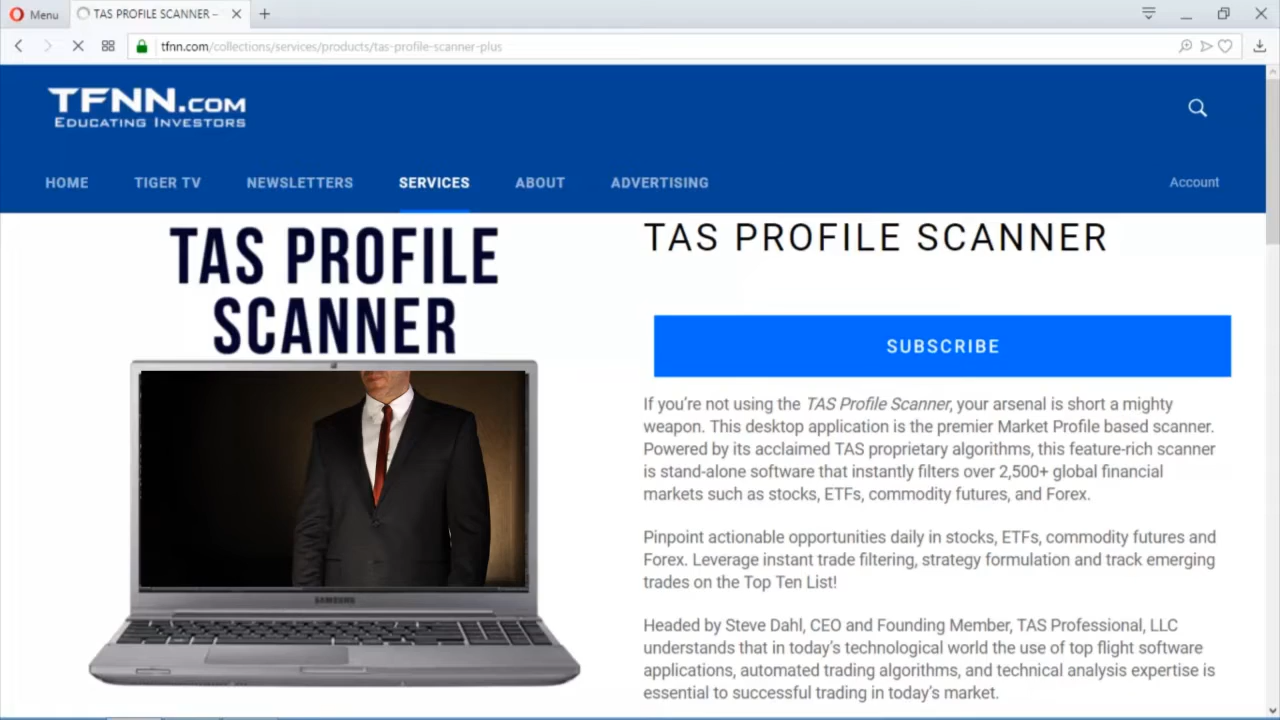 Menu
TAS PROFILE SCANNER –
tfnn.com/collections/services/products/tas-profile-scanner-plus
TFNN.COM
EDUCATING INVESTORS
HOME
TIGER TV
NEWSLETTERS
SERVICES
ABOUT
ADVERTISING
Account
TAS PROFILE
SCANNER
SAMSUNG
TAS PROFILE SCANNER
SUBSCRIBE
If you're not using the TAS Profile Scanner, your arsenal is short a mighty
weapon. This desktop application is the premier Market Profile based scanner.
Powered by its acclaimed TAS proprietary algorithms, this feature-rich scanner
is stand-alone software that instantly filters over 2,500+ global financial
markets such as stocks, ETFs, commodity futures, and Forex.
Pinpoint actionable opportunities daily in stocks, ETFs, commodity futures and
Forex. Leverage instant trade filtering, strategy formulation and track emerging
trades on the Top Ten List!
Headed by Steve Dahl, CEO and Founding Member, TAS Professional, LLC
understands that in today's technological world the use of top flight software
applications, automated trading algorithms, and technical analysis expertise is
essential to successful trading in today's market.